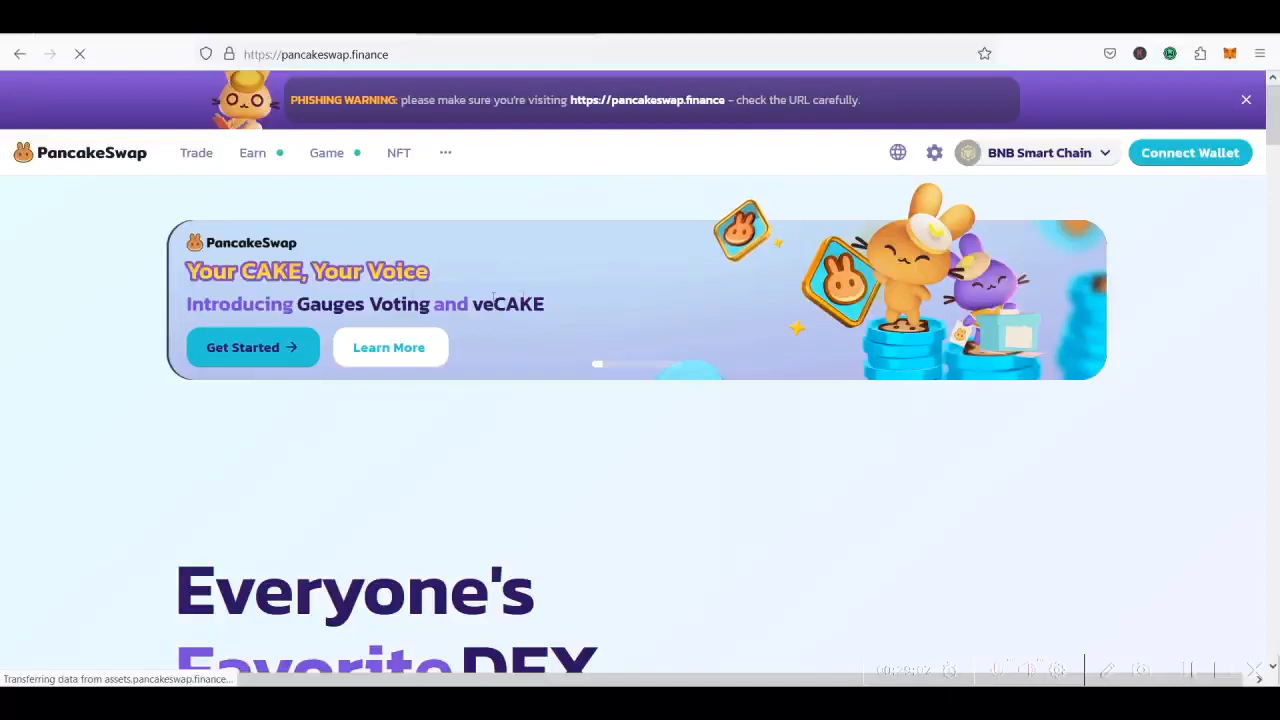 https://pancakeswap.finance
PHISHING WARNING: please make sure you're visiting https://pancakeswap.finance - check the URL carefully.
PancakeSwap
Trade
Earn
Game
NFT
BNB Smart Chain
Connect Wallet
PancakeSwap
Your CAKE, Your Voice
Introducing Gauges Voting and veCAKE
Get Started
Learn More
Everyone's
Favorite DEX
Transferring data from assets.pancakeswap.finance...